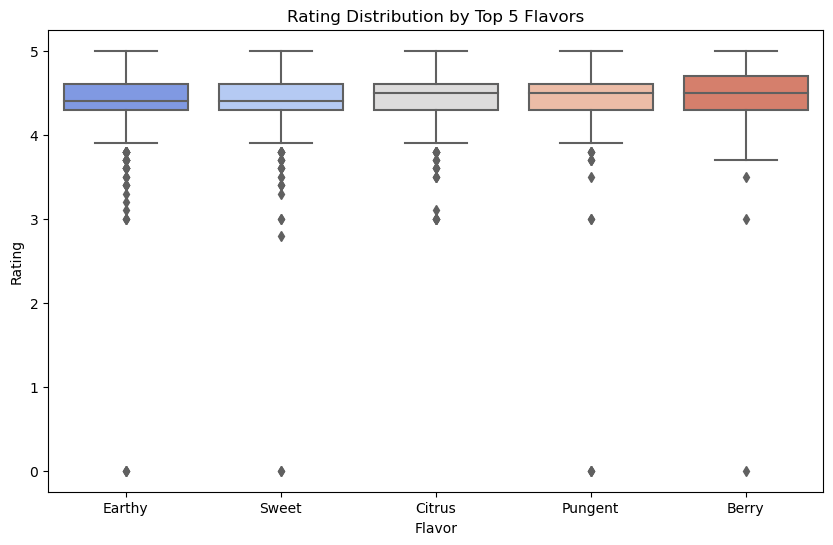 Rating Distribution by Top 5 Flavors
5
4
3
2
1
0
Rating
Earthy
Sweet
Citrus
Pungent
Berry
Flavor